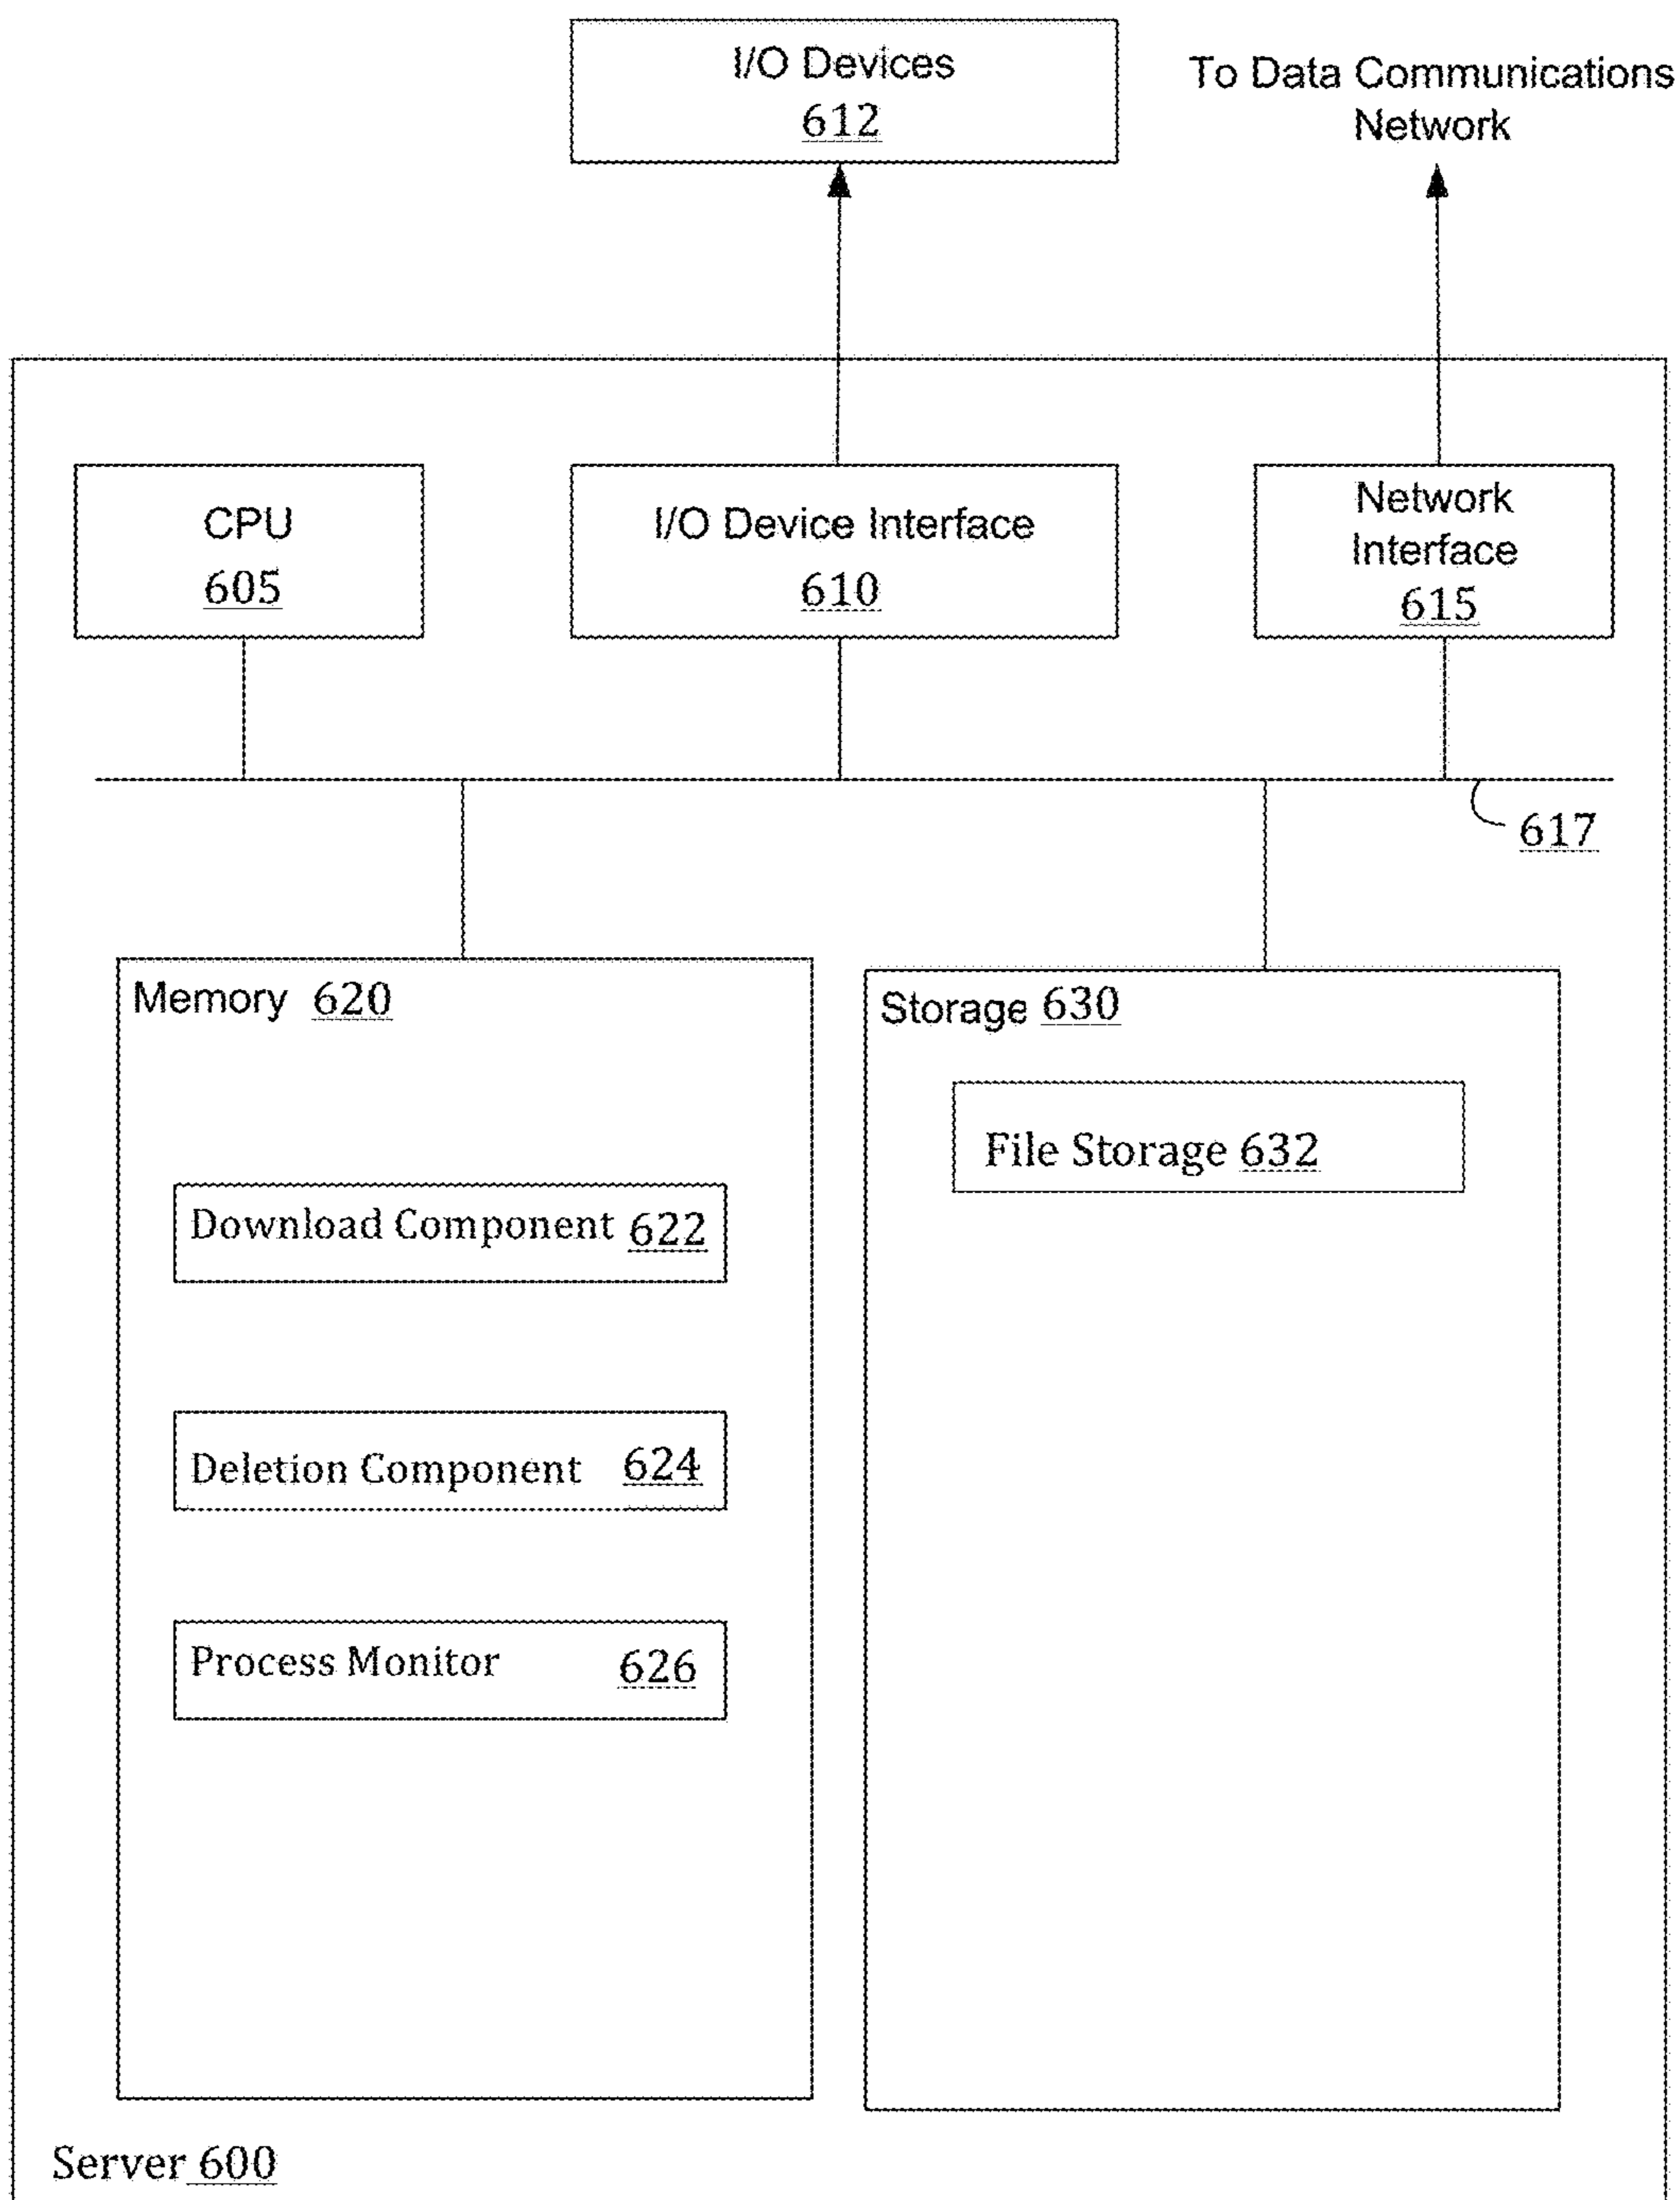 I/O Devices
612
To Data Communications
Network
CPU
605
I/O Device Interface
610
Network
Interface
615
617
Memory 620
Download Component 622
Deletion Component 624
Process Monitor 626
Storage 630
File Storage 632
Server 600